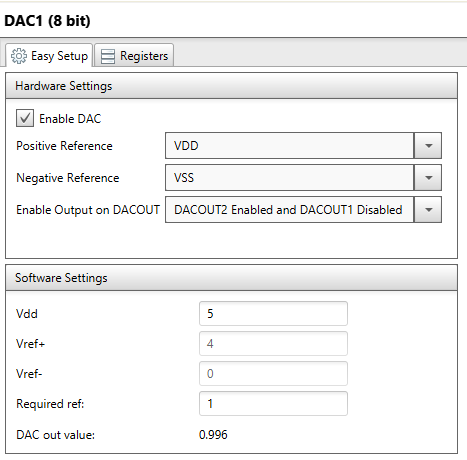 DAC1 (8 bit)
Easy Setup Registers
Hardware Settings
Enable DAC
Positive Reference VDD
Negative Reference VSS
Enable Output on DACOUT DACOUT2 Enabled and DACOUT1 Disabled
Software Settings
Vdd 5
Vref+ 4
Vref- 0
Required ref: 1
DAC out value: 0.996